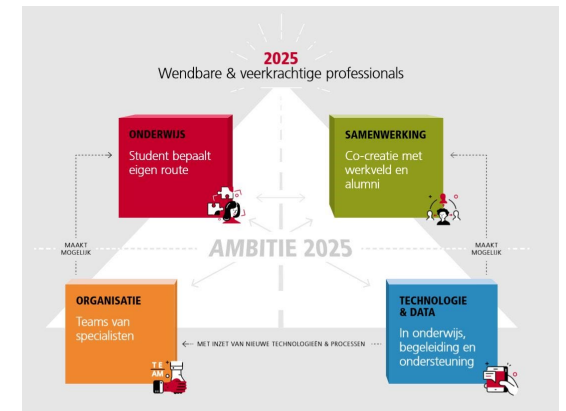 2025
Wendbare & veerkrachtige professionals
ONDERWIJS
Student bepaalt
eigen route
SAMENWERKING
Co-creatie met
werkveld en
alumni
MAAKT
MOGELIJK
AMBITIE 2025
MAAKT
MOGELIJK
ORGANISATIE
Teams van
specialisten
TE
AM
MET INZET VAN NIEUWE TECHNOLOGIEËN & PROCESSEN
TECHNOLOGIE
& DATA
In onderwijs,
begeleiding en
ondersteuning